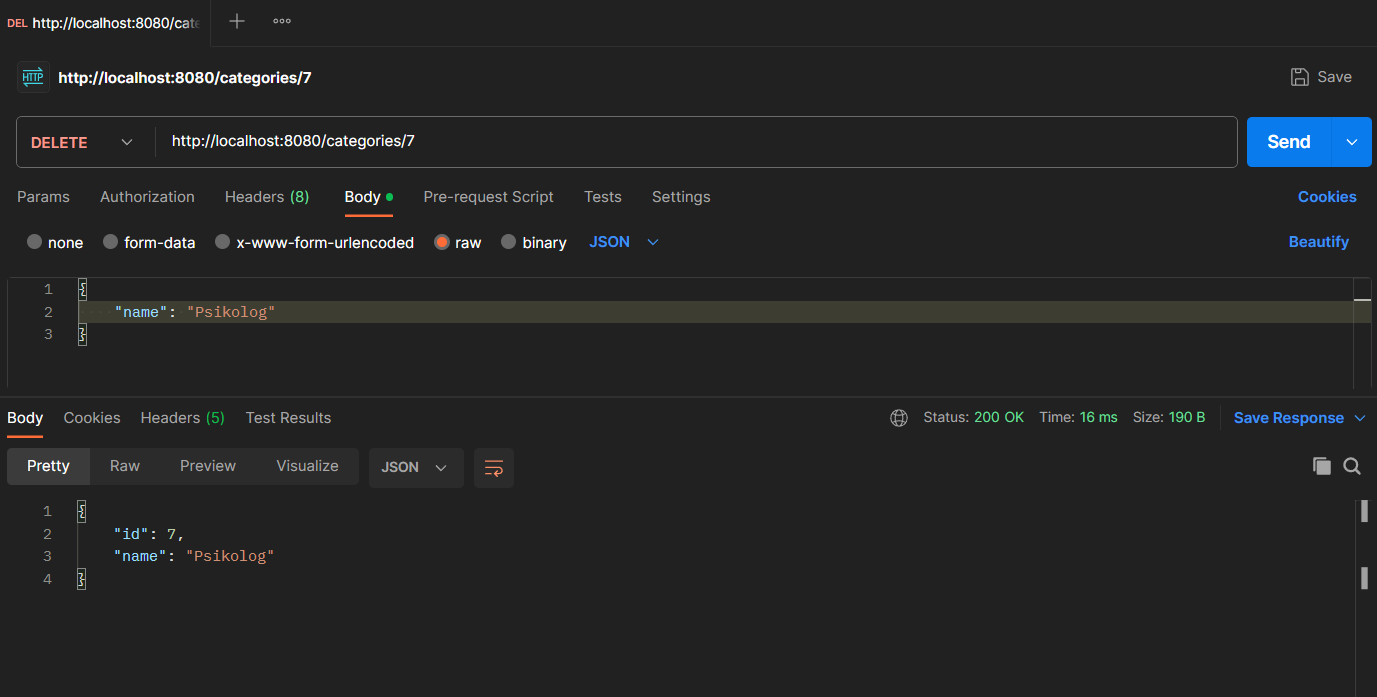 DEL http://localhost:8080/cate
HTTP http://localhost:8080/categories/7 Save
DELETE http://localhost:8080/categories/7 Send
Params Authorization Headers (8) Body Pre-request Script Tests Settings Cookies
none form-data x-www-form-urlencoded raw binary JSON Beautify
1 {
2 "name": "Psikolog"
3 }
Body Cookies Headers (5) Test Results Status: 200 OK Time: 16 ms Size: 190 B Save Response
Pretty Raw Preview Visualize JSON
1 {
2 "id": 7,
3 "name": "Psikolog"
4 }